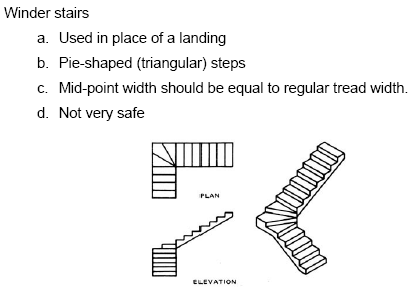 Winder stairs
a. Used in place of a landing
b. Pie-shaped (triangular) steps
c. Mid-point width should be equal to regular tread width.
d. Not very safe
PLAN
ELEVATION